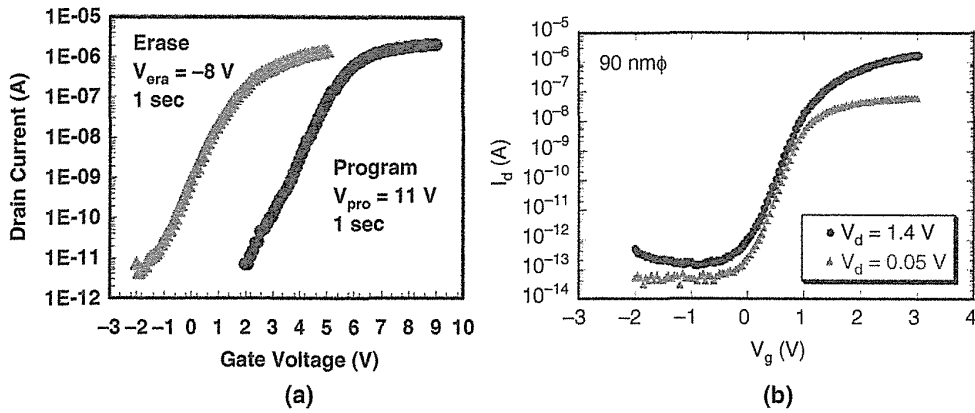 Drain Current (A)
1E-05
1E-06
1E-07
1E-08
1E-09
1E-10
1E-11
1E-12
Erase
V_era = −8 V
1 sec
Program
V_pro = 11 V
1 sec
−3 −2 −1 0 1 2 3 4 5 6 7 8 9 10
Gate Voltage (V)
(a)
I_d (A)
10^−5
10^−6
10^−7
10^−8
10^−9
10^−10
10^−11
10^−12
10^−13
10^−14
90 nmϕ
V_d = 1.4 V
V_d = 0.05 V
−3 −2 −1 0 1 2 3 4
V_g (V)
(b)